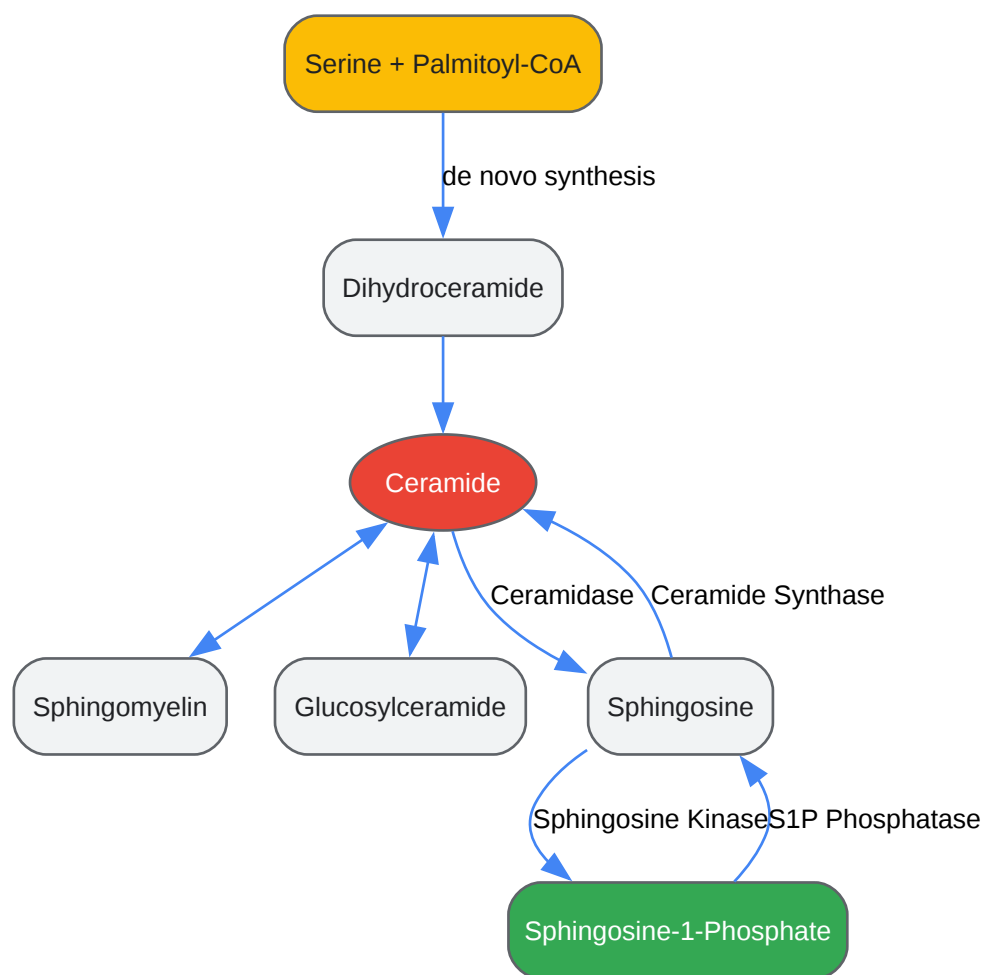 Serine + Palmitoyl-CoA
de novo synthesis
Dihydroceramide
Ceramide
Ceramidase
Ceramide Synthase
Sphingomyelin
Glucosylceramide
Sphingosine
Sphingosine Kinase
S1P Phosphatase
Sphingosine-1-Phosphate